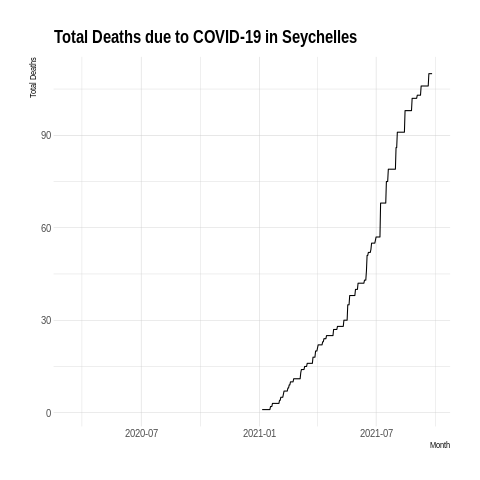 Total Deaths due to COVID-19 in Seychelles
Total Deaths
90
60
30
0
2020-07 2021-01 2021-07
Month